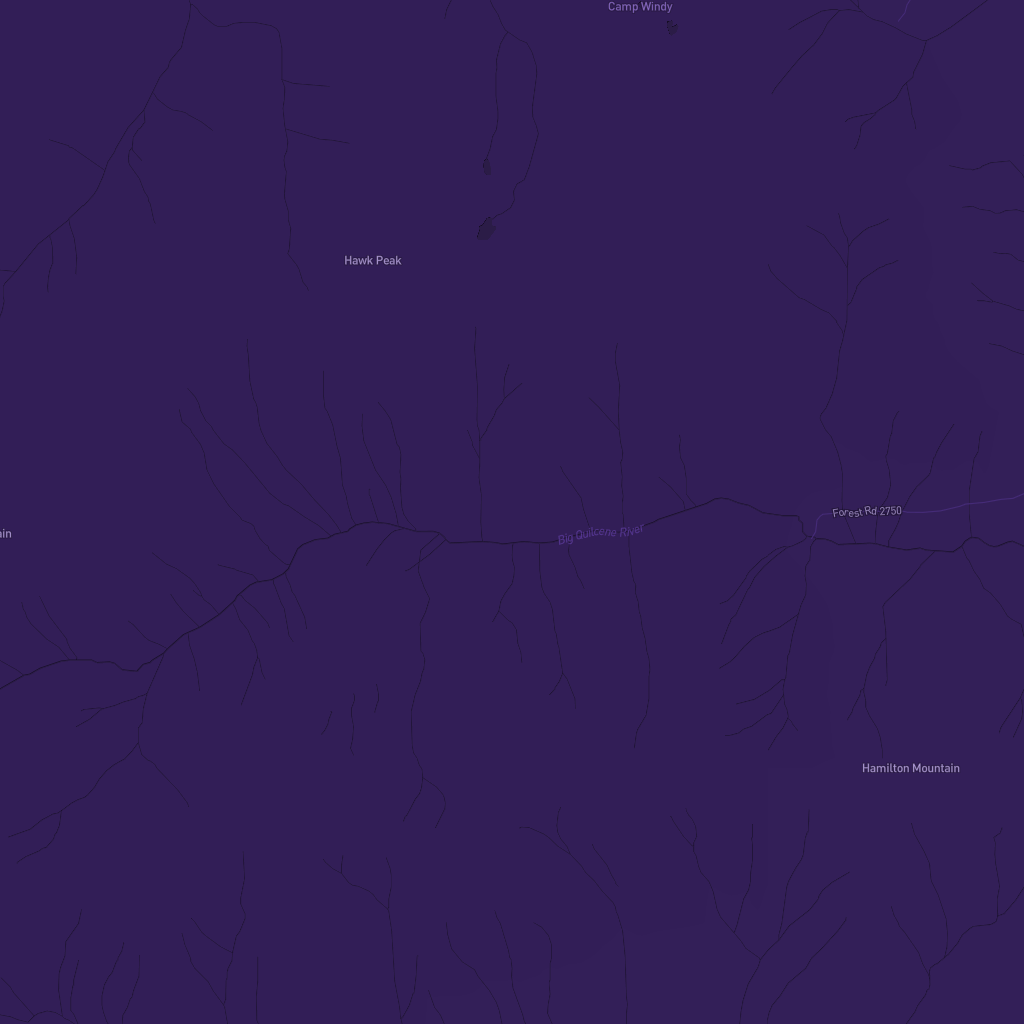 Camp Windy
Hawk Peak
Forest Rd 2750
Big Quilcene River
Hamilton Mountain